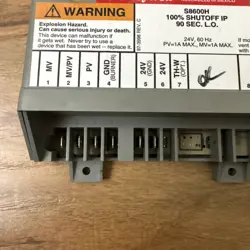 WARNING
Explosion Hazard.
Can cause serious injury or death.
This device can malfunction if
it gets wet. Never try to use a
device that has been wet – replace it.
S8600H
100% SHUTOFF IP
90 SEC. L.O.
24V, 60 Hz
PV=1A MAX., MV=1A MAX.
MV
MV/PV
PV
GND
(BURNER)
24V
(GND)
24V
TH-W
(OPT.)
OK
1
2
3
4
5
6
7
8